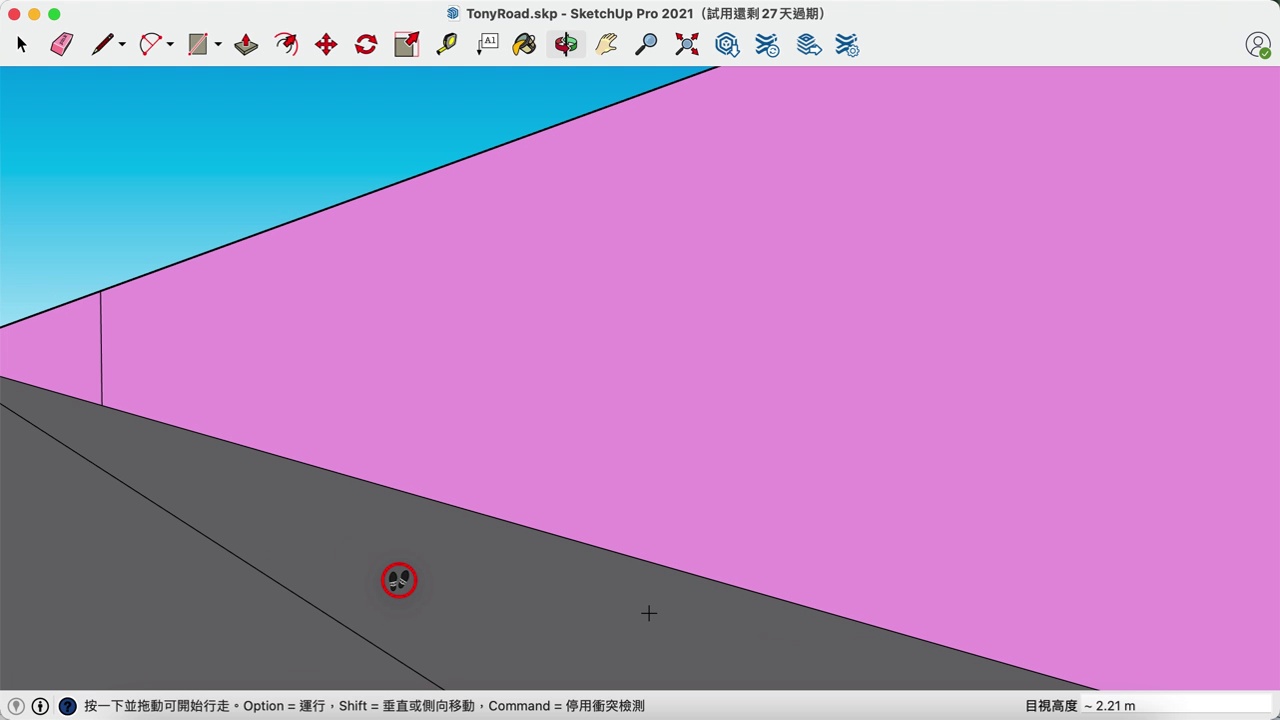 TonyRoad.skp - SketchUp Pro 2021（試用還剩 27 天過期）
A1
?
按一下並拖動可開始行走。Option = 運行，Shift = 垂直或側向移動，Command = 停用衝突檢測
目視高度 ~ 2.21 m